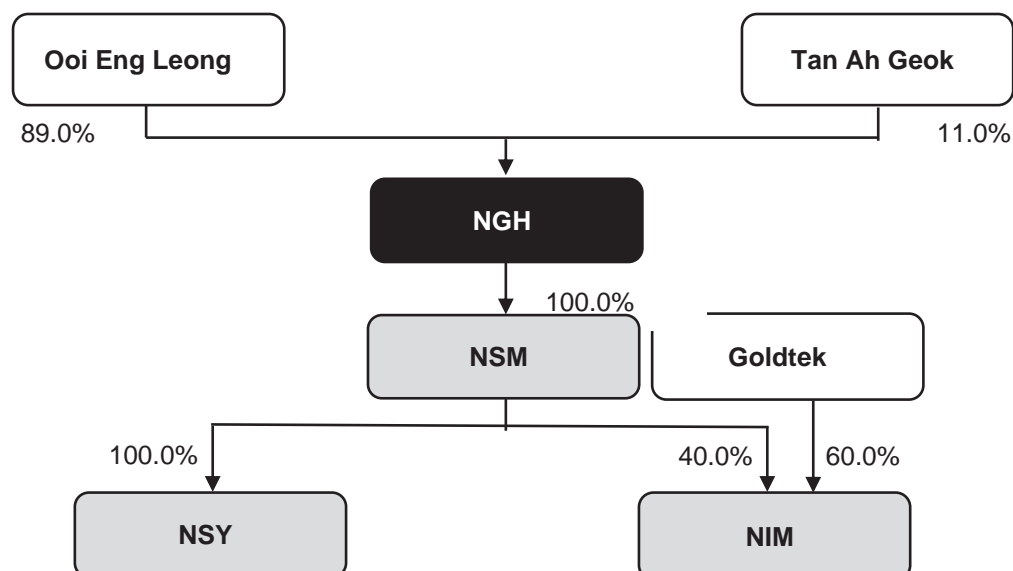 Ooi Eng Leong
Tan Ah Geok
89.0%
11.0%
NGH
100.0%
NSM
Goldtek
100.0%
40.0%
60.0%
NSY
NIM